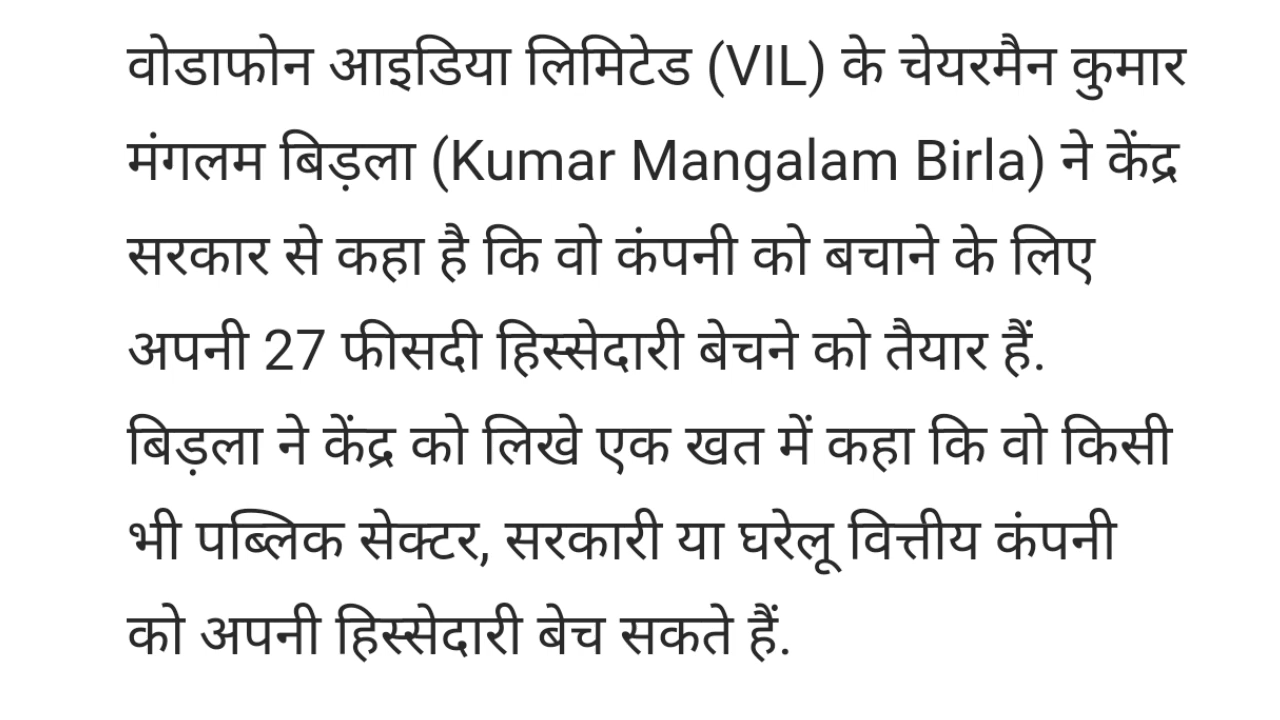 वोडाफोन आइडिया लिमिटेड (VIL) के चेयरमैन कुमार
मंगलम बिड़ला (Kumar Mangalam Birla) ने केंद्र
सरकार से कहा है कि वो कंपनी को बचाने के लिए
अपनी 27 फीसदी हिस्सेदारी बेचने को तैयार हैं.
बिड़ला ने केंद्र को लिखे एक खत में कहा कि वो किसी
भी पब्लिक सेक्टर, सरकारी या घरेलू वित्तीय कंपनी
को अपनी हिस्सेदारी बेच सकते हैं.